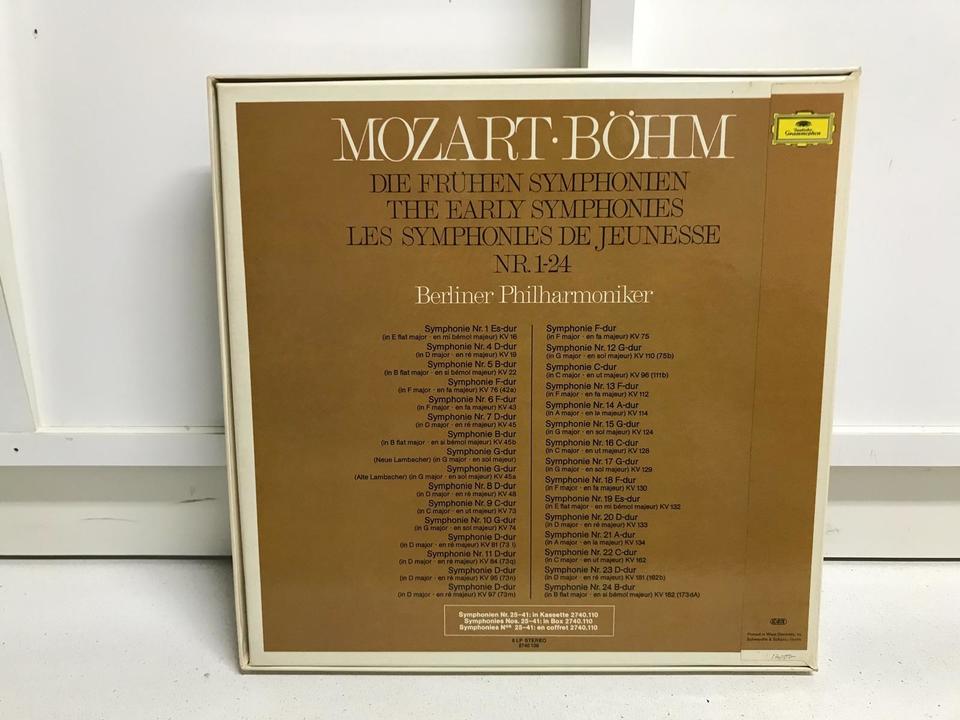 MOZART·BÖHM
Deutsche
Grammophon
DIE FRÜHEN SYMPHONIEN
THE EARLY SYMPHONIES
LES SYMPHONIES DE JEUNESSE
NR. 1-24
Berliner Philharmoniker
Symphonie Nr. 1 Es-dur
(in E flat major · en mi bémol majeur) KV 16
Symphonie Nr. 4 D-dur
(in D major · en ré majeur) KV 19
Symphonie Nr. 5 B-dur
(in B flat major · en si bémol majeur) KV 22
Symphonie F-dur
(in F major · en fa majeur) KV 76 (42a)
Symphonie Nr. 6 F-dur
(in F major · en fa majeur) KV 43
Symphonie Nr. 7 D-dur
(in D major · en ré majeur) KV 45
Symphonie B-dur
(in B flat major · en si bémol majeur) KV 45b
Symphonie G-dur
(Neue Lambacher) (in G major · en sol majeur)
Symphonie G-dur
(Alte Lambacher) (in G major · en sol majeur) KV 45a
Symphonie Nr. 8 D-dur
(in D major · en ré majeur) KV 48
Symphonie Nr. 9 C-dur
(in C major · en ut majeur) KV 73
Symphonie Nr. 10 G-dur
(in G major · en sol majeur) KV 74
Symphonie D-dur
(in D major · en ré majeur) KV 81 (73 l)
Symphonie Nr. 11 D-dur
(in D major · en ré majeur) KV 84 (73q)
Symphonie D-dur
(in D major · en ré majeur) KV 95 (73n)
Symphonie D-dur
(in D major · en ré majeur) KV 97 (73m)
Symphonie F-dur
(in F major · en fa majeur) KV 75
Symphonie Nr. 12 G-dur
(in G major · en sol majeur) KV 110 (75b)
Symphonie C-dur
(in C major · en ut majeur) KV 96 (111b)
Symphonie Nr. 13 F-dur
(in F major · en fa majeur) KV 112
Symphonie Nr. 14 A-dur
(in A major · en la majeur) KV 114
Symphonie Nr. 15 G-dur
(in G major · en sol majeur) KV 124
Symphonie Nr. 16 C-dur
(in C major · en ut majeur) KV 128
Symphonie Nr. 17 G-dur
(in G major · en sol majeur) KV 129
Symphonie Nr. 18 F-dur
(in F major · en fa majeur) KV 130
Symphonie Nr. 19 Es-dur
(in E flat major · en mi bémol majeur) KV 132
Symphonie Nr. 20 D-dur
(in D major · en ré majeur) KV 133
Symphonie Nr. 21 A-dur
(in A major · en la majeur) KV 134
Symphonie Nr. 22 C-dur
(in C major · en ut majeur) KV 162
Symphonie Nr. 23 D-dur
(in D major · en ré majeur) KV 181 (162b)
Symphonie Nr. 24 B-dur
(in B flat major · en si bémol majeur) KV 182 (173dA)
Symphonien Nr. 25-41: in Kassette 2740.110
Symphonies Nos. 25-41: in Box 2740.110
Symphonies Nos 25-41: en coffret 2740.110
8 LP STEREO
2740 109
Printed in West Germany by